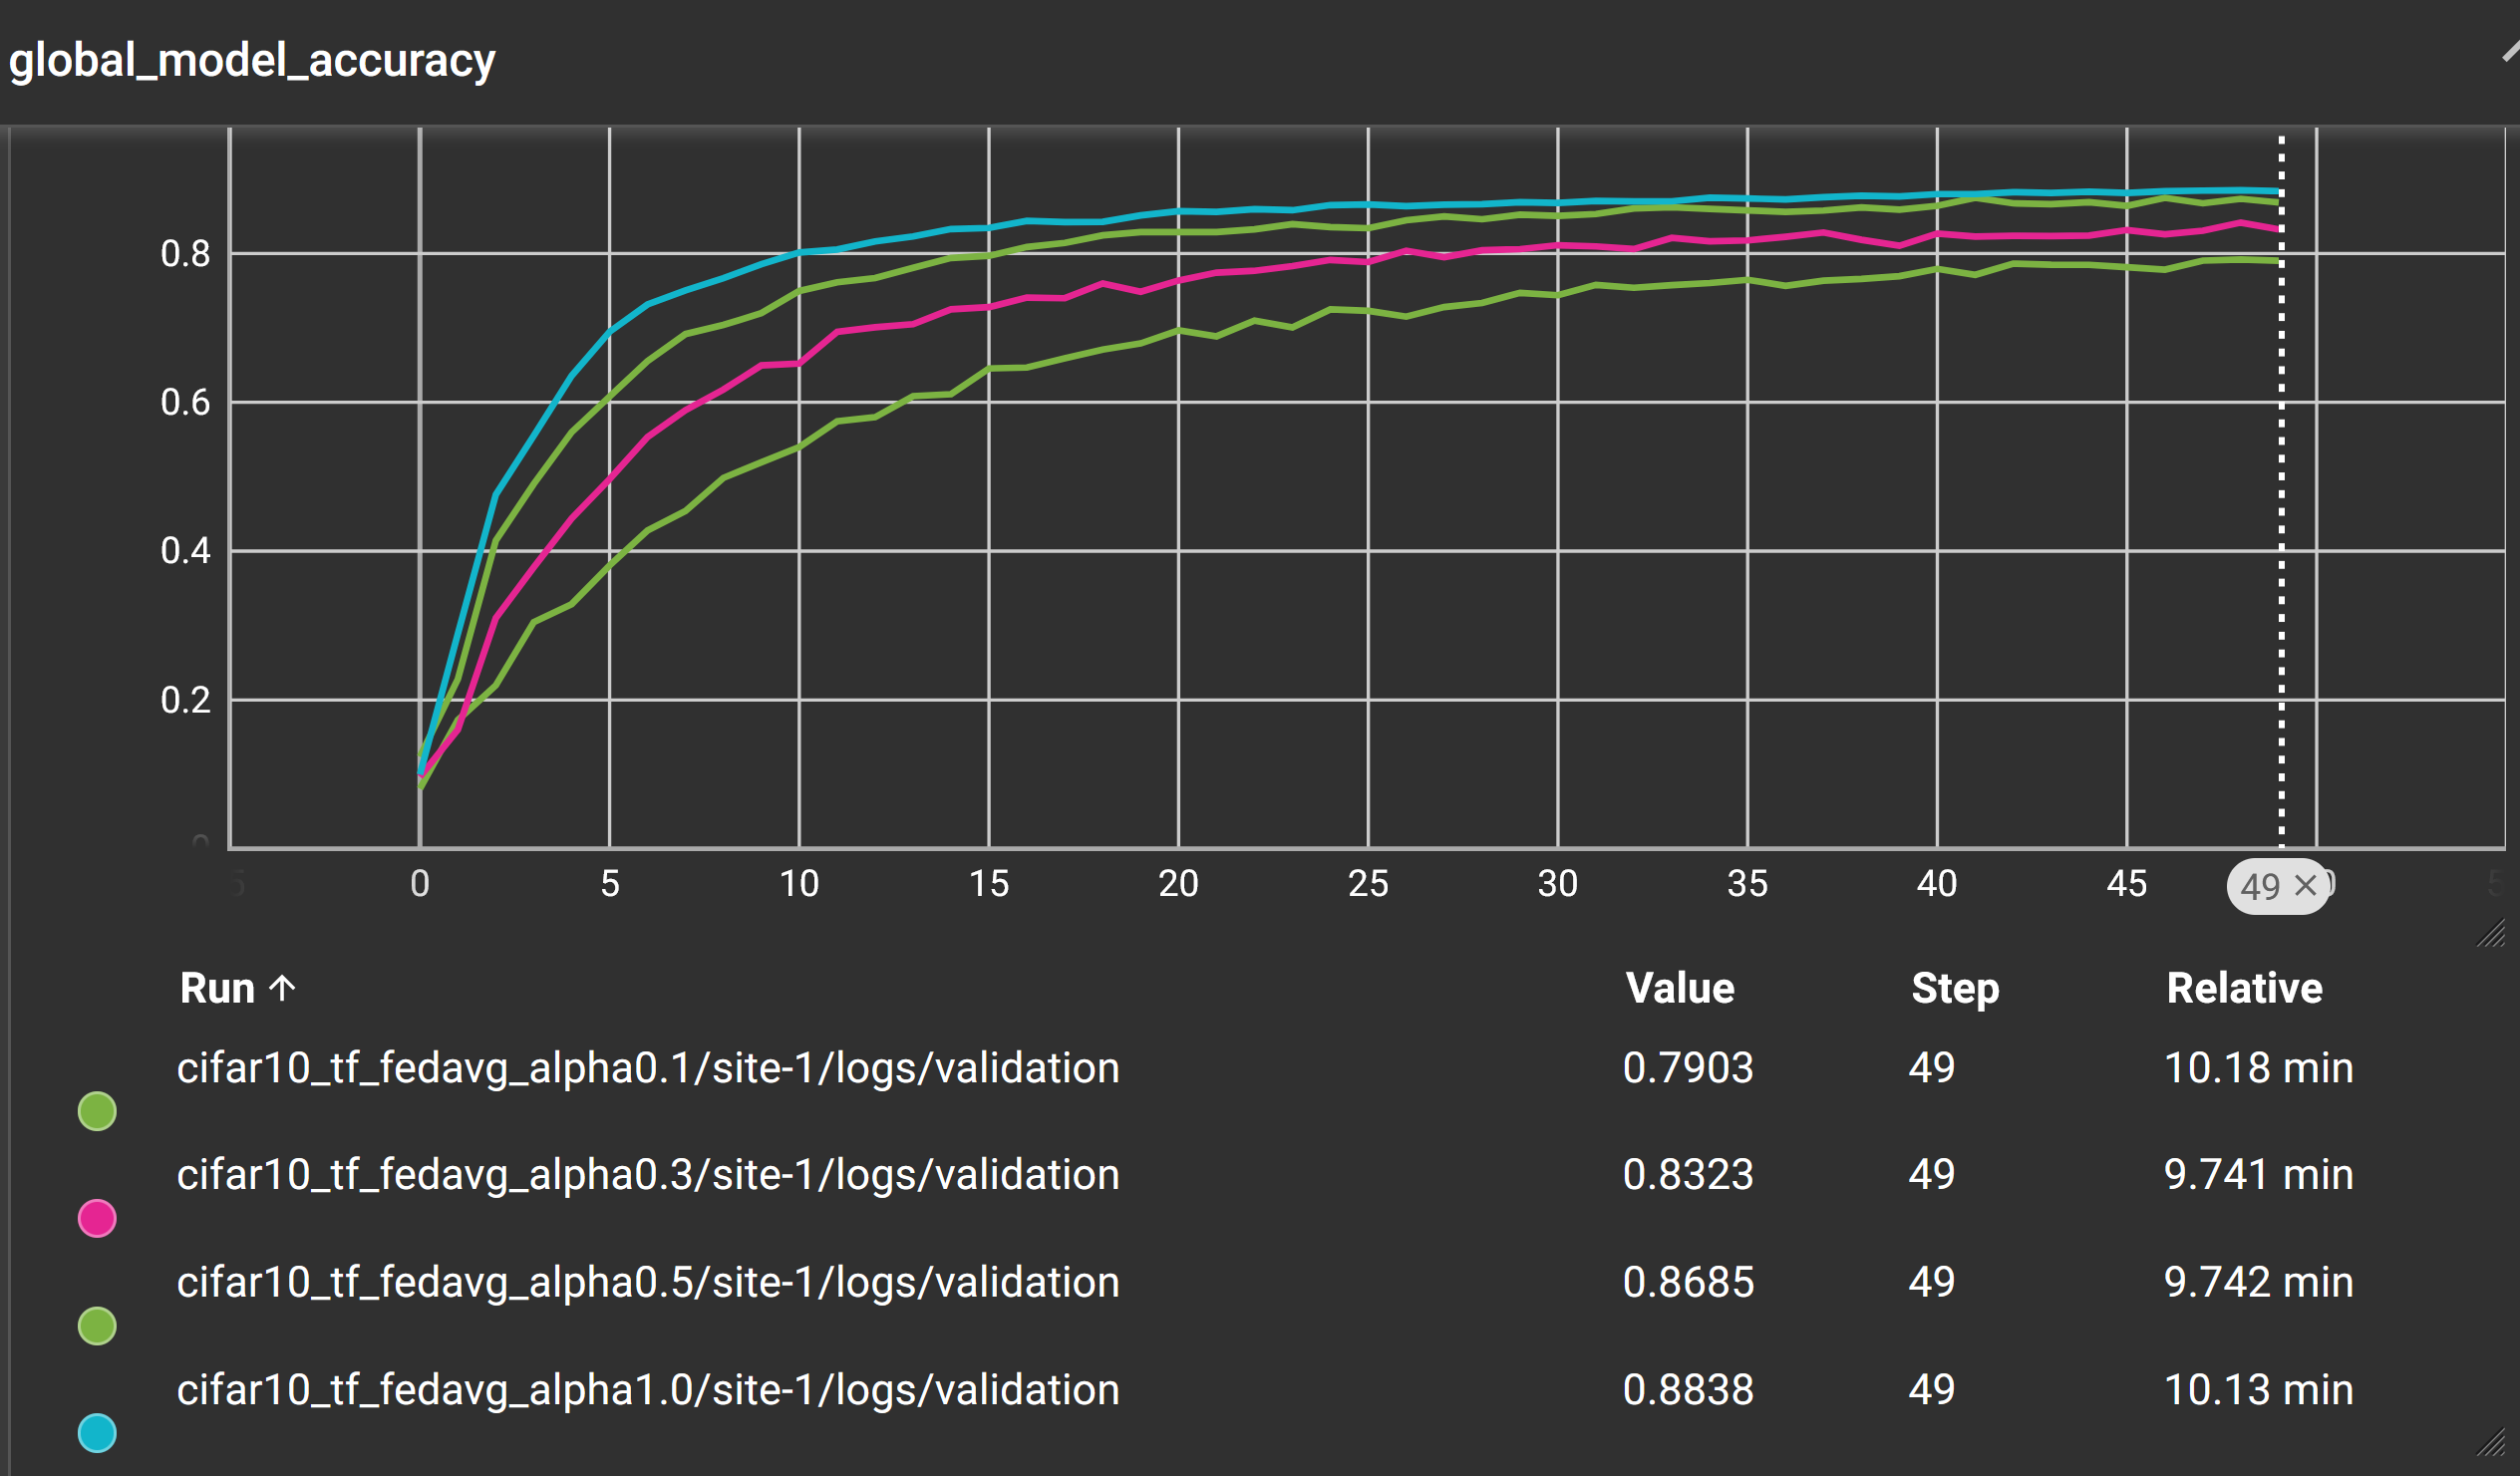 global_model_accuracy
0.8
0.6
0.4
0.2
0 5 10 15 20 25 30 35 40 45 49 ×
Run ↑ Value Step Relative
cifar10_tf_fedavg_alpha0.1/site-1/logs/validation 0.7903 49 10.18 min
cifar10_tf_fedavg_alpha0.3/site-1/logs/validation 0.8323 49 9.741 min
cifar10_tf_fedavg_alpha0.5/site-1/logs/validation 0.8685 49 9.742 min
cifar10_tf_fedavg_alpha1.0/site-1/logs/validation 0.8838 49 10.13 min